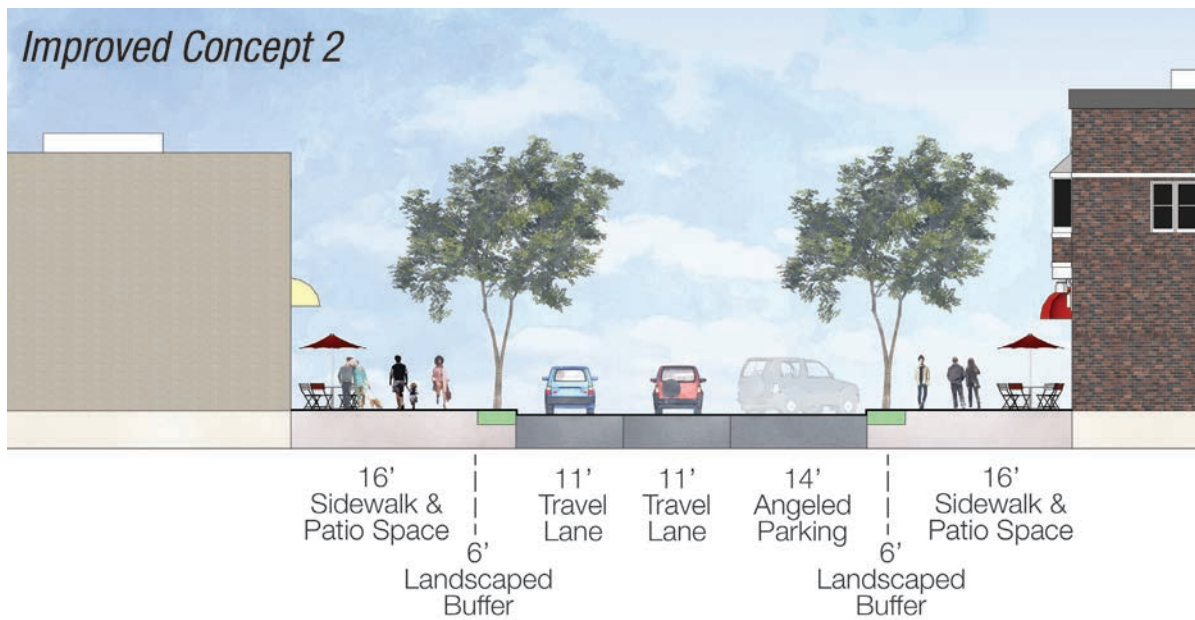 Improved Concept 2
16’
Sidewalk &
Patio Space
6’
Landscaped
Buffer
11’
Travel
Lane
11’
Travel
Lane
14’
Angeled
Parking
6’
Landscaped
Buffer
16’
Sidewalk &
Patio Space